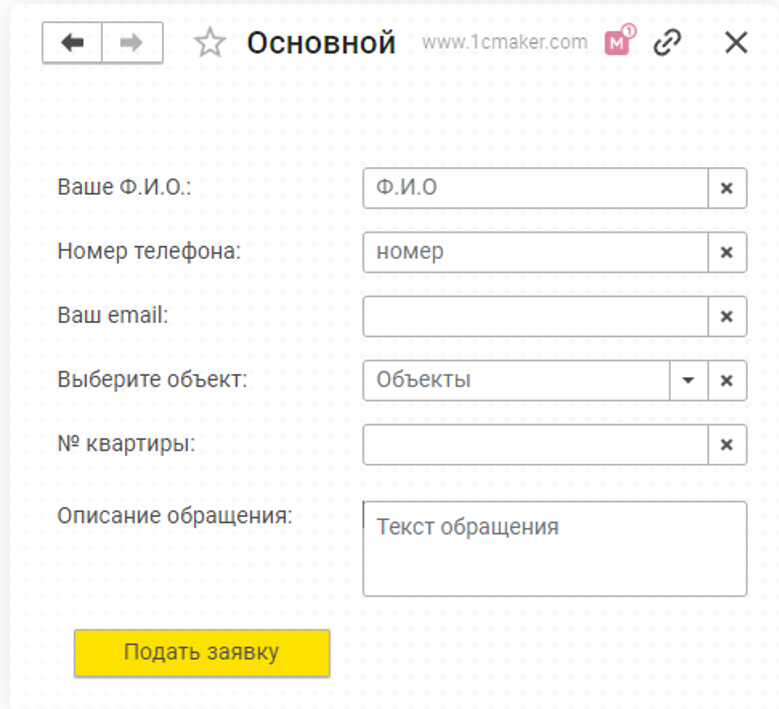 Основной www.1cmaker.com M 1
Ваше Ф.И.О.: Ф.И.О
Номер телефона: номер
Ваш email:
Выберите объект: Объекты
№ квартиры:
Описание обращения: Текст обращения
Подать заявку